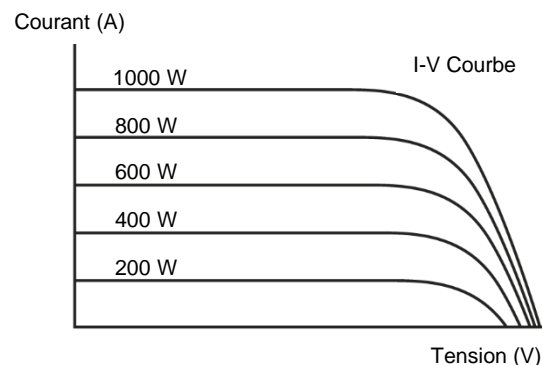 Courant (A)
I-V Courbe
1000 W
800 W
600 W
400 W
200 W
Tension (V)